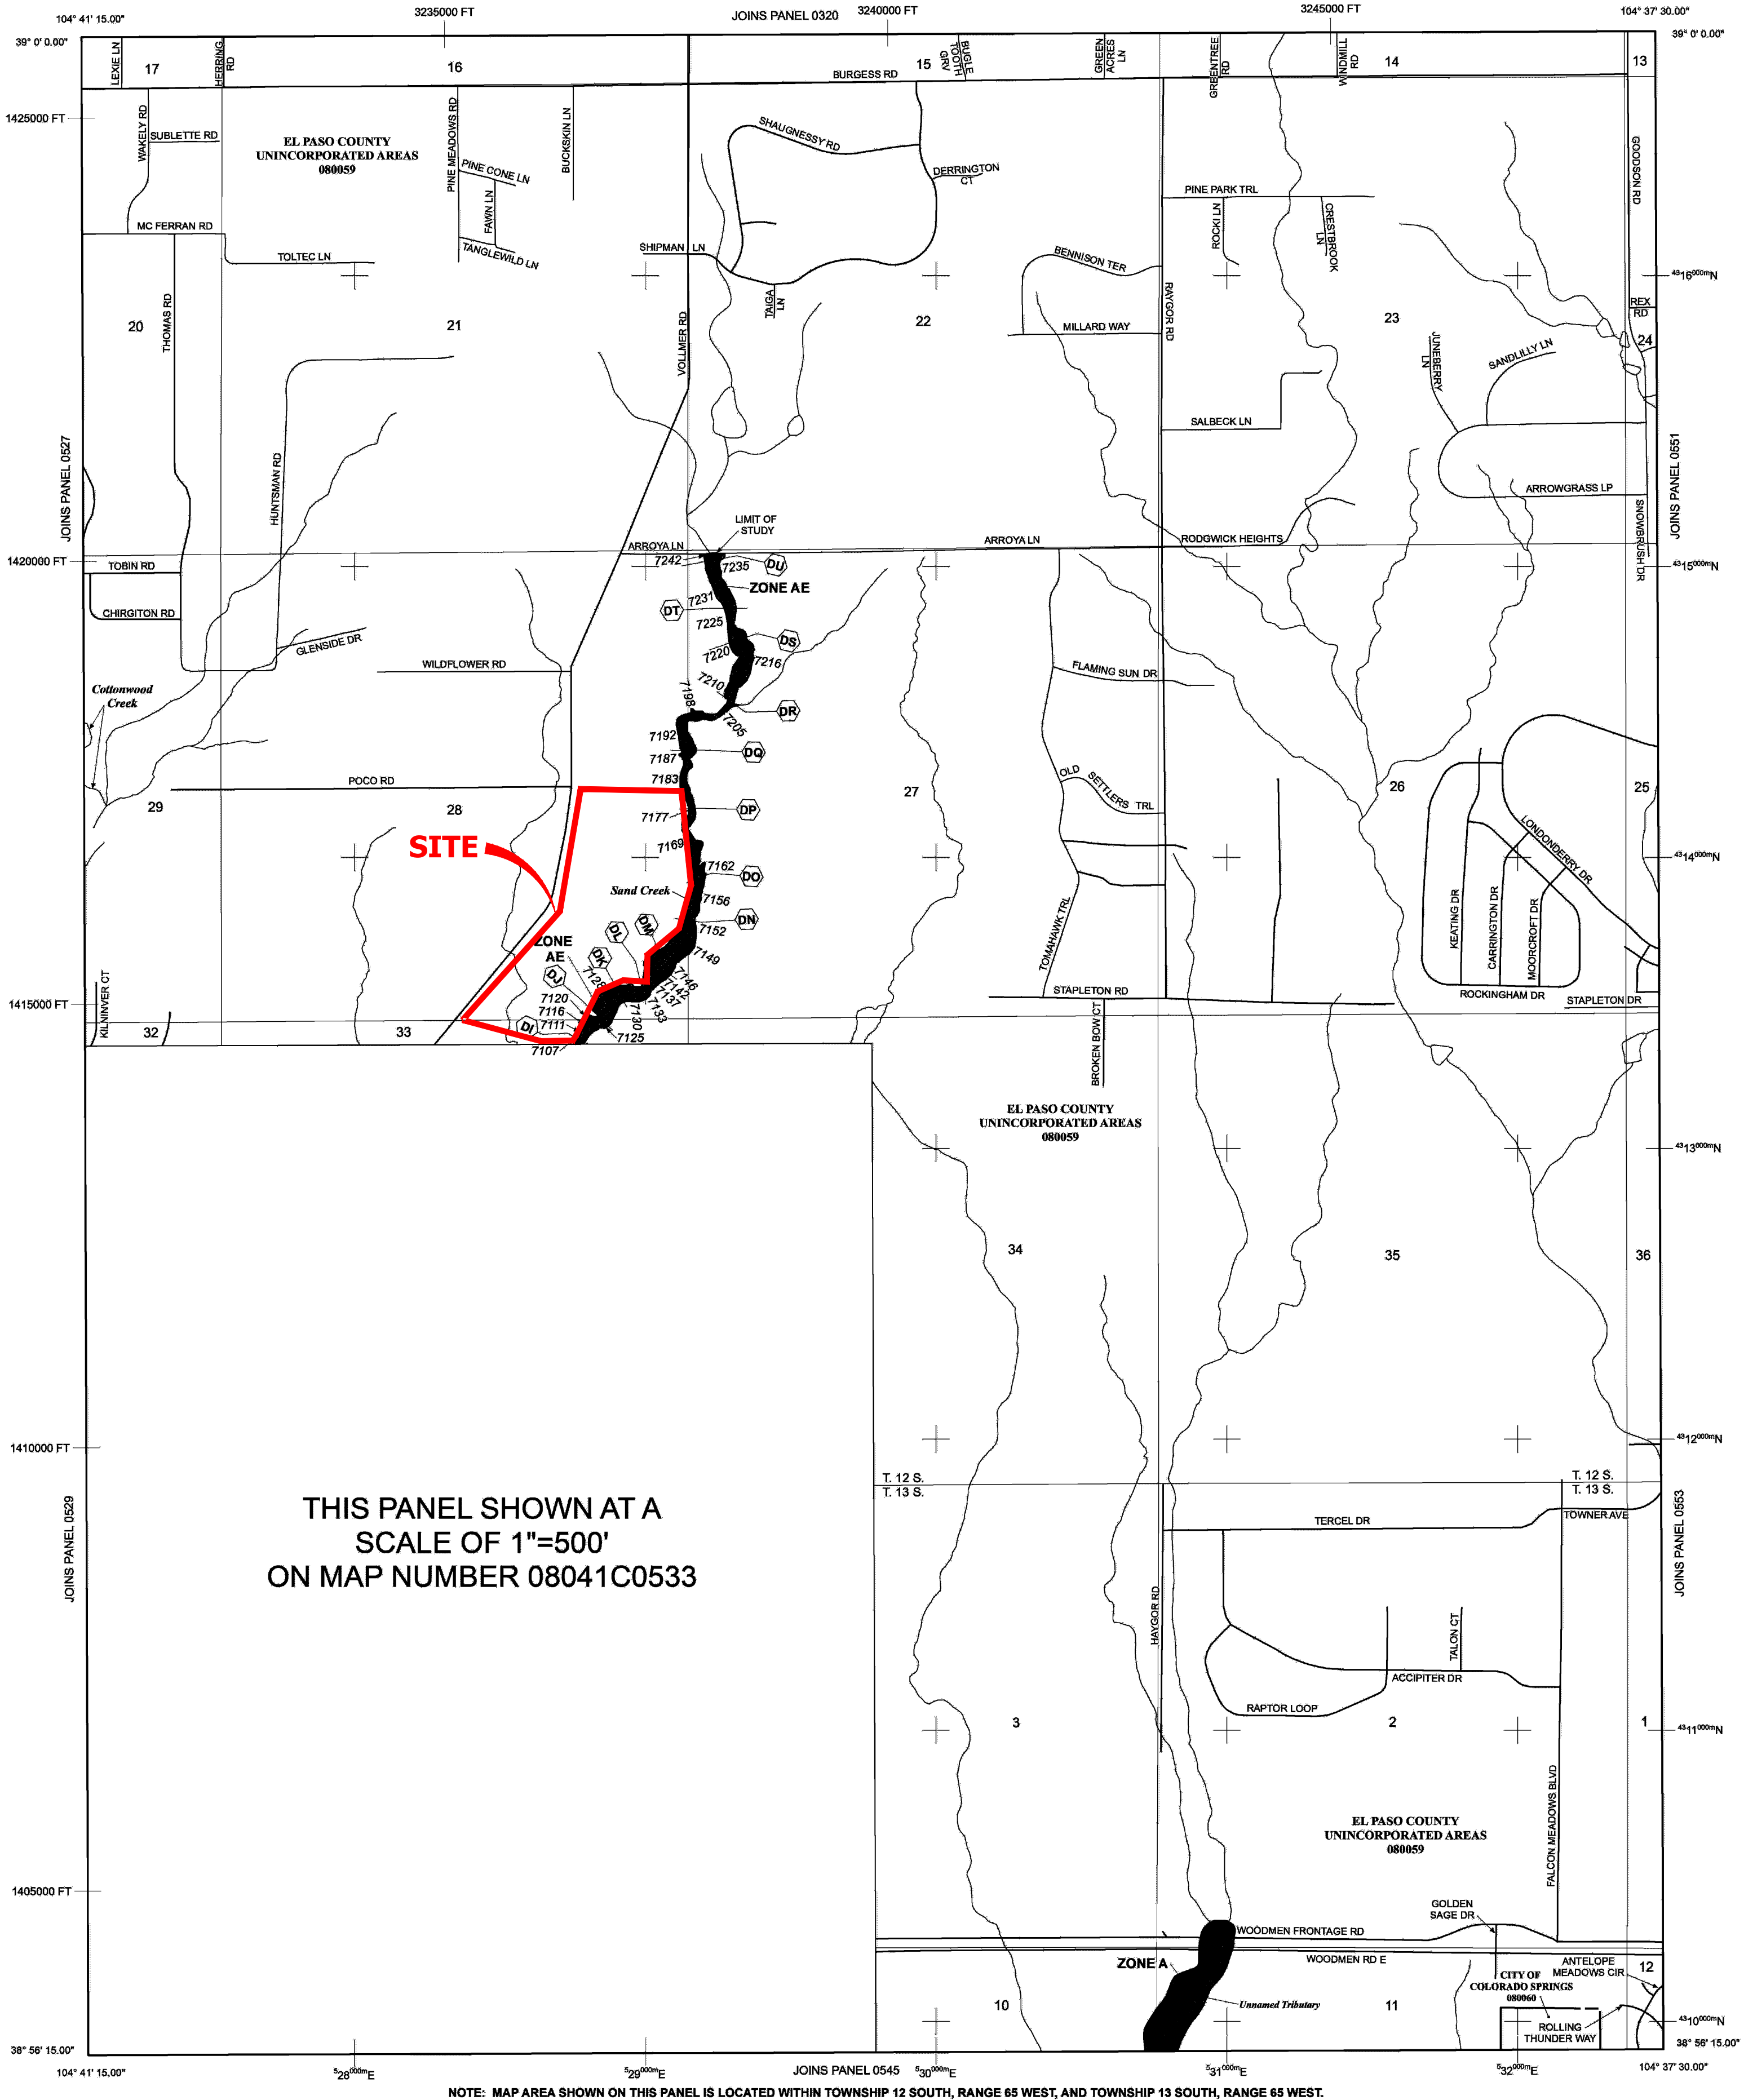 104° 41' 15.00"
3235000 FT
JOINS PANEL 0320
3240000 FT
3245000 FT
104° 37' 30.00"
39° 0' 0.00"
39° 0' 0.00"
LEXIE LN
17
HERRING
RD
16
15
BUGLE
TOOTH
GRV
GREEN
ACRES
LN
GREENTREE
RD
WINDMILL
RD
14
13
BURGESS RD
1425000 FT
WAKELY RD
SUBLETTE RD
EL PASO COUNTY
UNINCORPORATED AREAS
080059
PINE MEADOWS RD
PINE CONE LN
FAWN LN
BUCKSKIN LN
SHAUGNESSY RD
DERRINGTON
CT
PINE PARK TRL
ROCKI LN
CRESTBROOK
LN
GOODSON RD
MC FERRAN RD
TOLTEC LN
TANGLEWILD LN
SHIPMAN LN
BENNISON TER
4316000mN
TAIGA
LN
THOMAS RD
20
21
VOLLMER RD
22
MILLARD WAY
RAYGOR RD
23
REX
RD
24
JUNEBERRY
LN
SANDLILLY LN
SALBECK LN
JOINS PANEL 0527
HUNTSMAN RD
JOINS PANEL 0551
ARROWGRASS LP
SNOWBRUSH DR
LIMIT OF
STUDY
ARROYA LN
ARROYA LN
RODGWICK HEIGHTS
1420000 FT
TOBIN RD
7242
7235
DU
4315000mN
ZONE AE
CHIRGITON RD
DT
7231
7225
GLENSIDE DR
DS
7220
7216
WILDFLOWER RD
FLAMING SUN DR
7210
Cottonwood
Creek
7198
DR
7205
7192
DQ
7187
POCO RD
7183
OLD SETTLERS TRL
27
26
25
29
28
DP
7177
SITE
7169
LONDONDERRY DR
4314000mN
7162
DO
Sand Creek
7156
KEATING DR
CARRINGTON DR
MOORCROFT DR
DN
7152
DM
DL
ZONE
AE
7149
TOMAHAWK TRL
DK
DJ
7128
7146
7142
7137
7133
7130
7120
7116
7111
DI
7125
7107
STAPLETON RD
ROCKINGHAM DR
STAPLETON DR
1415000 FT
KILNINVER CT
32
33
BROKEN BOW CT
EL PASO COUNTY
UNINCORPORATED AREAS
080059
4313000mN
34
35
36
4312000mN
1410000 FT
T. 12 S.
T. 13 S.
T. 12 S.
T. 13 S.
JOINS PANEL 0529
THIS PANEL SHOWN AT A
SCALE OF 1"=500'
ON MAP NUMBER 08041C0533
TERCEL DR
TOWNER AVE
JOINS PANEL 0553
HAYGOR RD
TALON CT
ACCIPITER DR
RAPTOR LOOP
3
2
1
4311000mN
FALCON MEADOWS BLVD
EL PASO COUNTY
UNINCORPORATED AREAS
080059
1405000 FT
GOLDEN
SAGE DR
WOODMEN FRONTAGE RD
WOODMEN RD E
ZONE A
ANTELOPE
MEADOWS CIR
12
CITY OF
COLORADO SPRINGS
080060
10
Unnamed Tributary
11
ROLLING
THUNDER WAY
4310000mN
38° 56' 15.00"
38° 56' 15.00"
104° 41' 15.00"
528000mE
529000mE
JOINS PANEL 0545
530000mE
531000mE
532000mE
104° 37' 30.00"
NOTE: MAP AREA SHOWN ON THIS PANEL IS LOCATED WITHIN TOWNSHIP 12 SOUTH, RANGE 65 WEST, AND TOWNSHIP 13 SOUTH, RANGE 65 WEST.